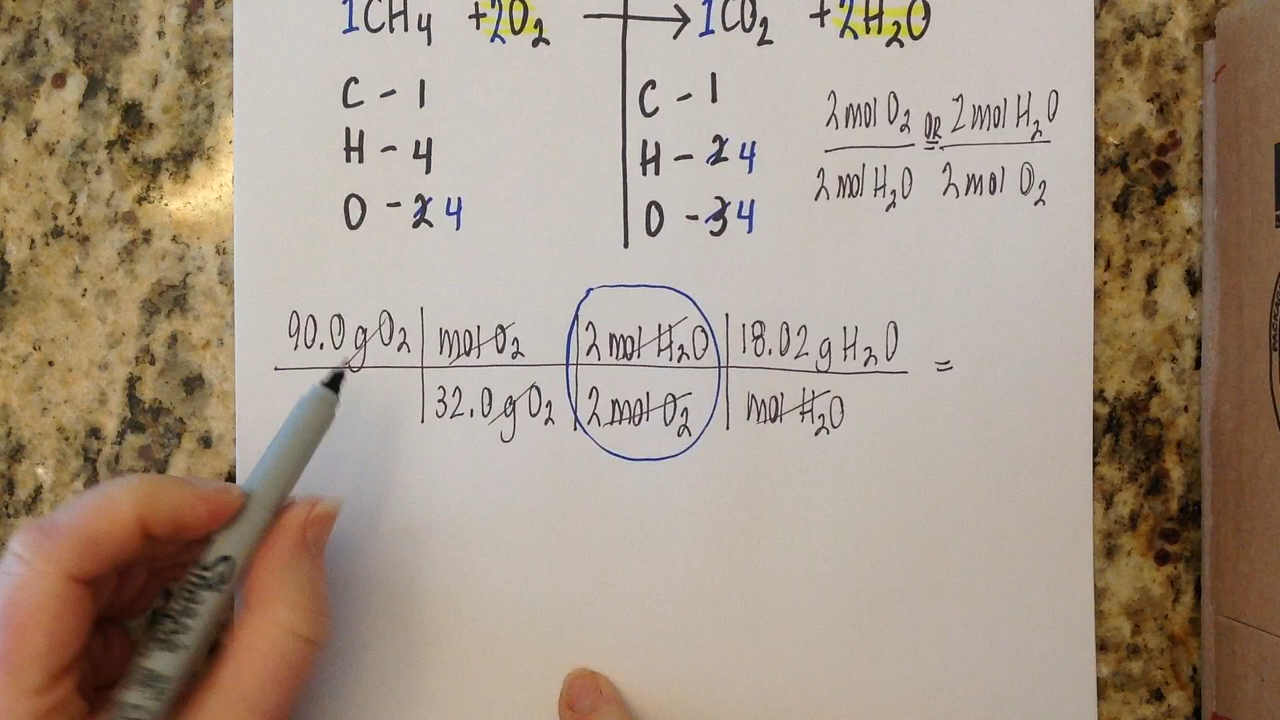 1CH₄ + 2O₂ → 1CO₂ + 2H₂O
C - 1
H - 4
O - 2 4
C - 1
H - 2 4
O - 3 4
2 mol O₂ OR 2 mol H₂O
2 mol H₂O 2 mol O₂
90.0 g O₂ mol O₂ 2 mol H₂O 18.02 g H₂O =
32.0 g O₂ 2 mol O₂ mol H₂O
Sharpie